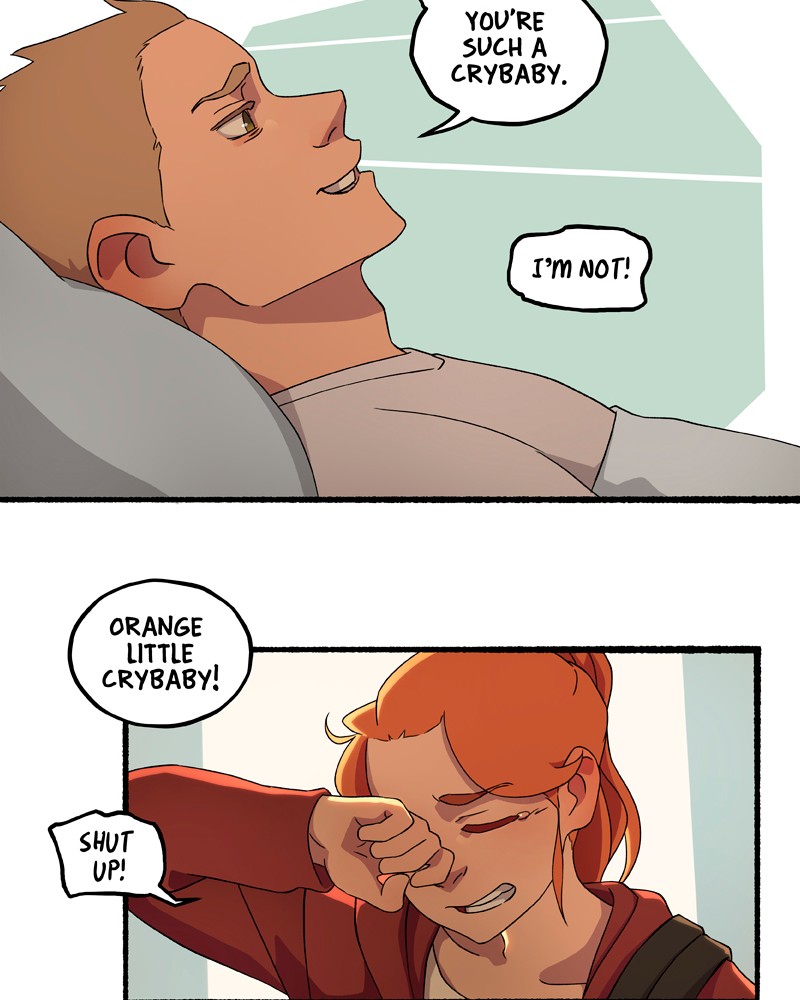 YOU'RE
SUCH A
CRYBABY.
I'M NOT!
ORANGE
LITTLE
CRYBABY!
SHUT
UP!